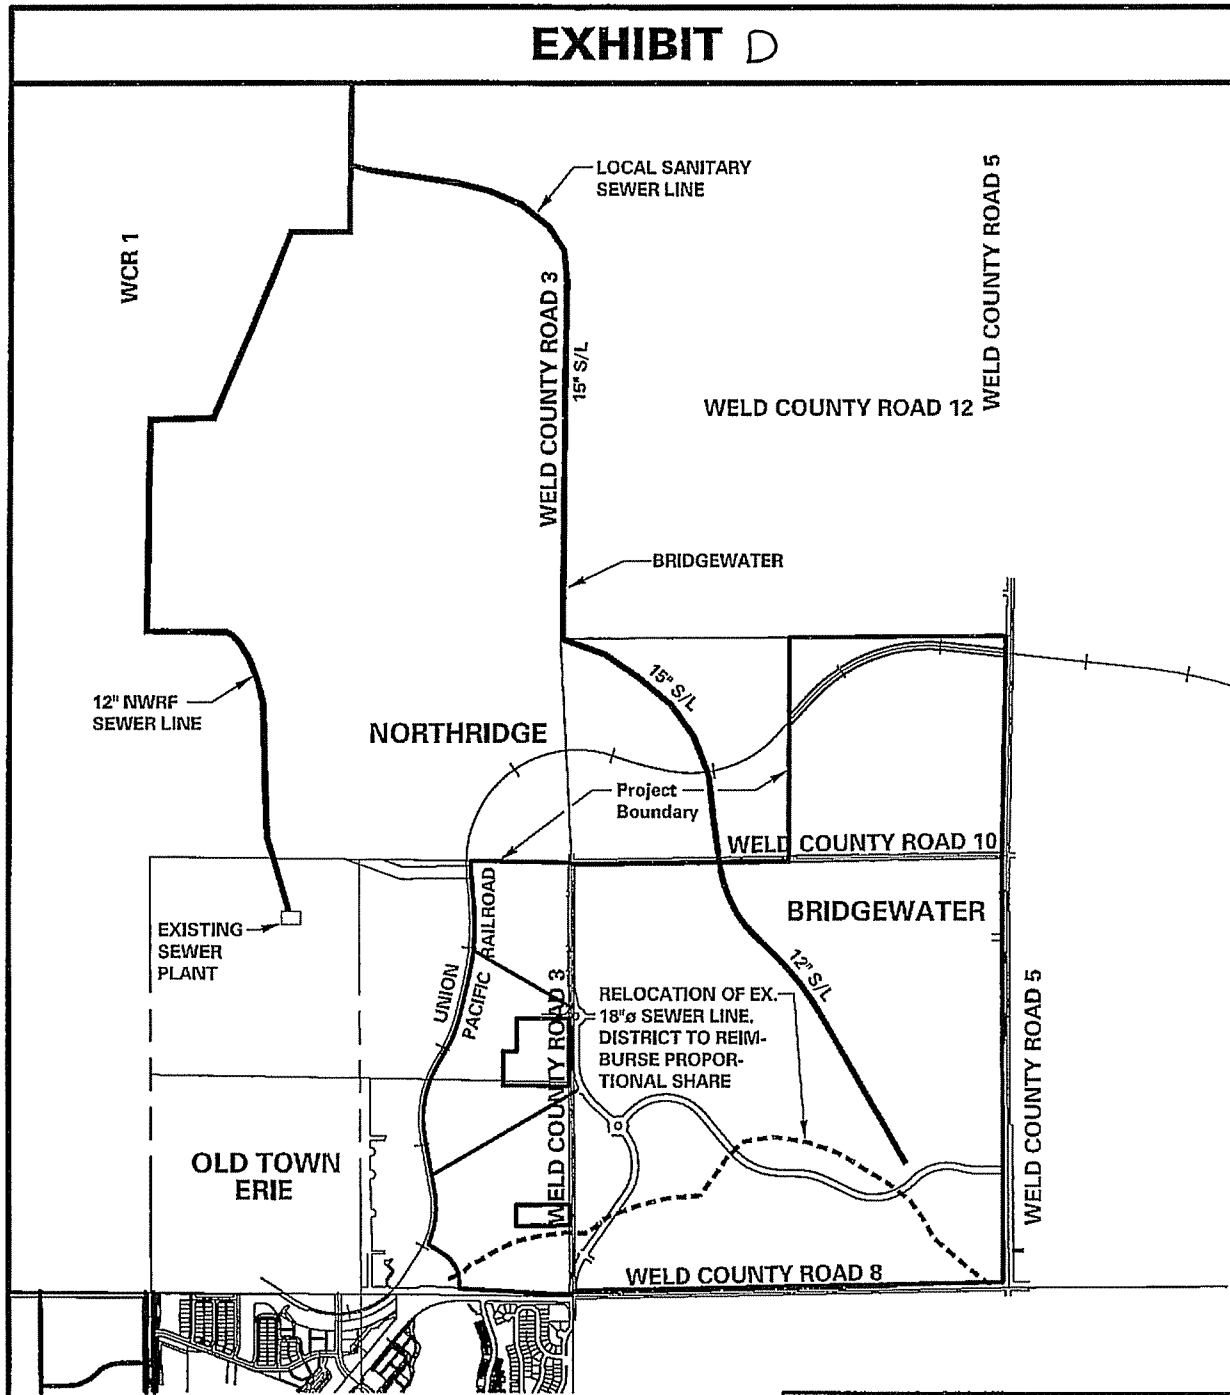 EXHIBIT D
LOCAL SANITARY
SEWER LINE
WELD COUNTY ROAD 5
WCR 1
WELD COUNTY ROAD 3
15" S/L
WELD COUNTY ROAD 12
BRIDGEWATER
15" S/L
12" NWRF
SEWER LINE
NORTHRIDGE
Project
Boundary
WELD COUNTY ROAD 10
BRIDGEWATER
EXISTING
SEWER
PLANT
UNION
PACIFIC
RAILROAD
12" S/L
WELD COUNTY ROAD 3
RELOCATION OF EX.
18"ø SEWER LINE,
DISTRICT TO REIM-
BURSE PROPOR-
TIONAL SHARE
WELD COUNTY ROAD 5
OLD TOWN
ERIE
WELD COUNTY ROAD 8